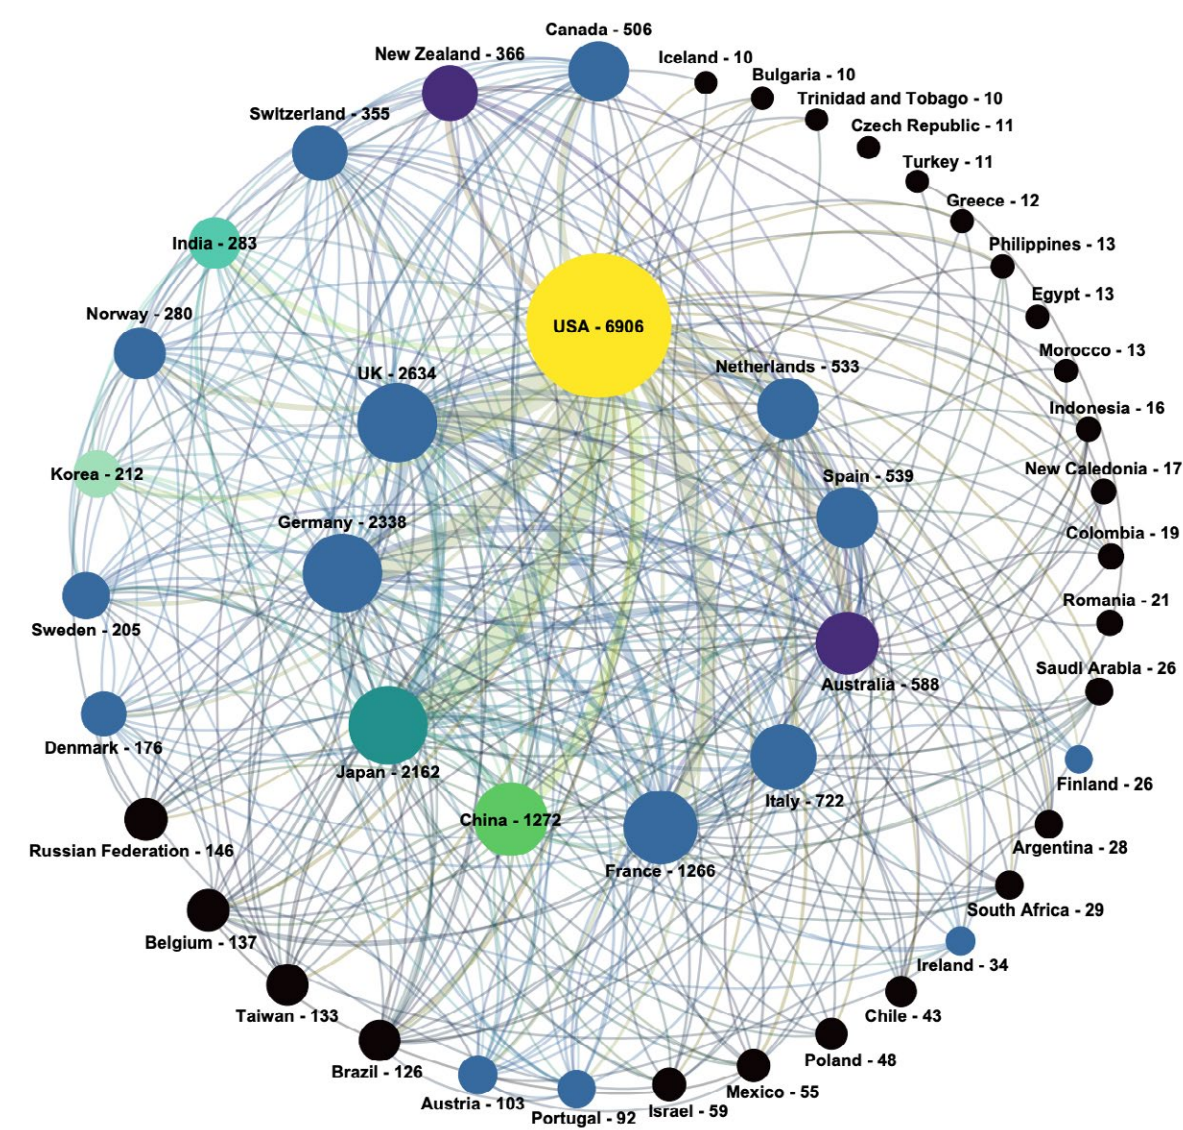 Canada - 506
New Zealand - 366
Iceland - 10
Bulgaria - 10
Trinidad and Tobago - 10
Switzerland - 355
Czech Republic - 11
Turkey - 11
Greece - 12
India - 283
Philippines - 13
Egypt - 13
Norway - 280
USA - 6906
Morocco - 13
UK - 2634
Netherlands - 533
Indonesia - 16
Korea - 212
Spain - 539
New Caledonia - 17
Germany - 2338
Colombia - 19
Romania - 21
Sweden - 205
Saudi Arabia - 26
Australia - 588
Denmark - 176
Japan - 2162
Finland - 26
Italy - 722
China - 1272
Argentina - 28
Russian Federation - 146
France - 1266
South Africa - 29
Belgium - 137
Ireland - 34
Taiwan - 133
Chile - 43
Poland - 48
Brazil - 126
Mexico - 55
Austria - 103
Israel - 59
Portugal - 92